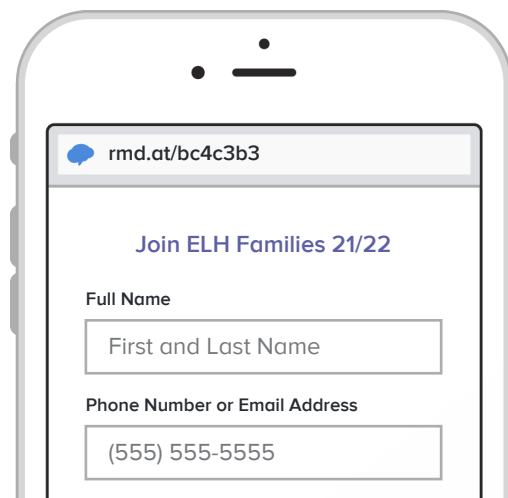 rmd.at/bc4c3b3
Join ELH Families 21/22
Full Name
First and Last Name
Phone Number or Email Address
(555) 555-5555